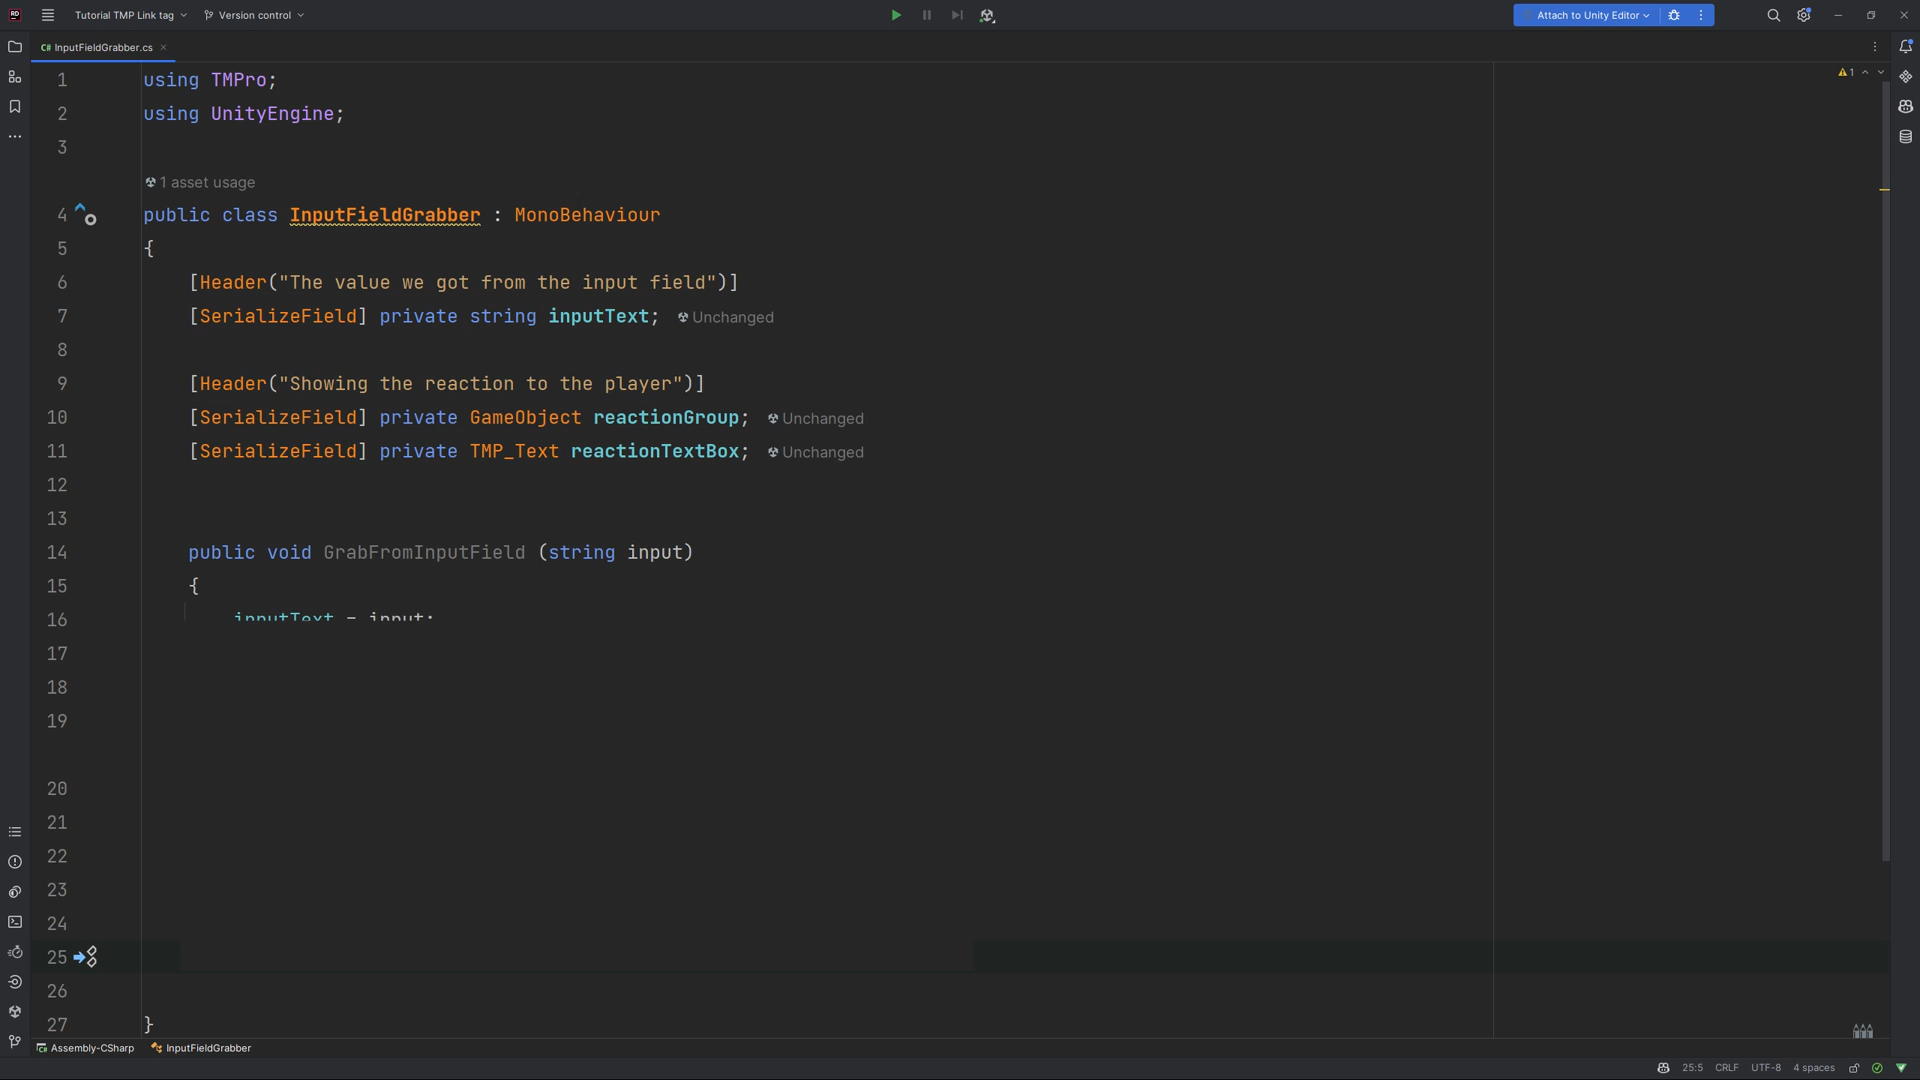 RD Tutorial TMP Link tag Version control Attach to Unity Editor
C# InputFieldGrabber.cs
1 using TMPro; 1
2 using UnityEngine;
3
1 asset usage
4 public class InputFieldGrabber : MonoBehaviour
5 {
6 [Header("The value we got from the input field")]
7 [SerializeField] private string inputText; Unchanged
8
9 [Header("Showing the reaction to the player")]
10 [SerializeField] private GameObject reactionGroup; Unchanged
11 [SerializeField] private TMP_Text reactionTextBox; Unchanged
12
13
14 public void GrabFromInputField (string input)
15 {
16 inputText = input;
17
18
19
20
21
22
23
24
25
26
27 }
C# Assembly-CSharp InputFieldGrabber
25:5 CRLF UTF-8 4 spaces